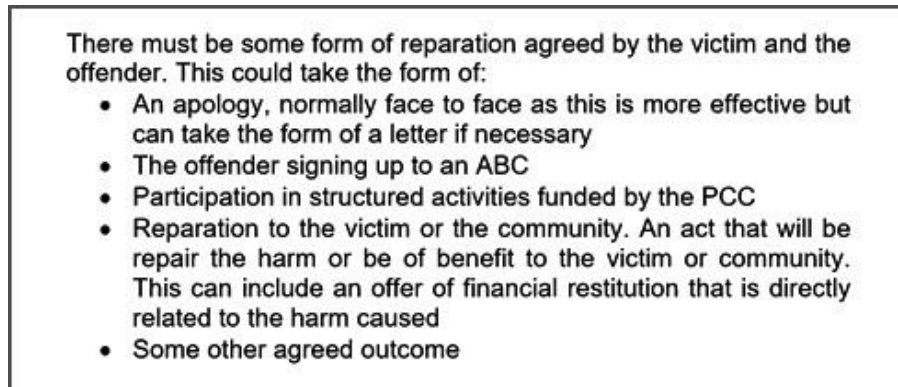 There must be some form of reparation agreed by the victim and the
offender. This could take the form of:
• An apology, normally face to face as this is more effective but
can take the form of a letter if necessary
• The offender signing up to an ABC
• Participation in structured activities funded by the PCC
• Reparation to the victim or the community. An act that will be
repair the harm or be of benefit to the victim or community.
This can include an offer of financial restitution that is directly
related to the harm caused
• Some other agreed outcome